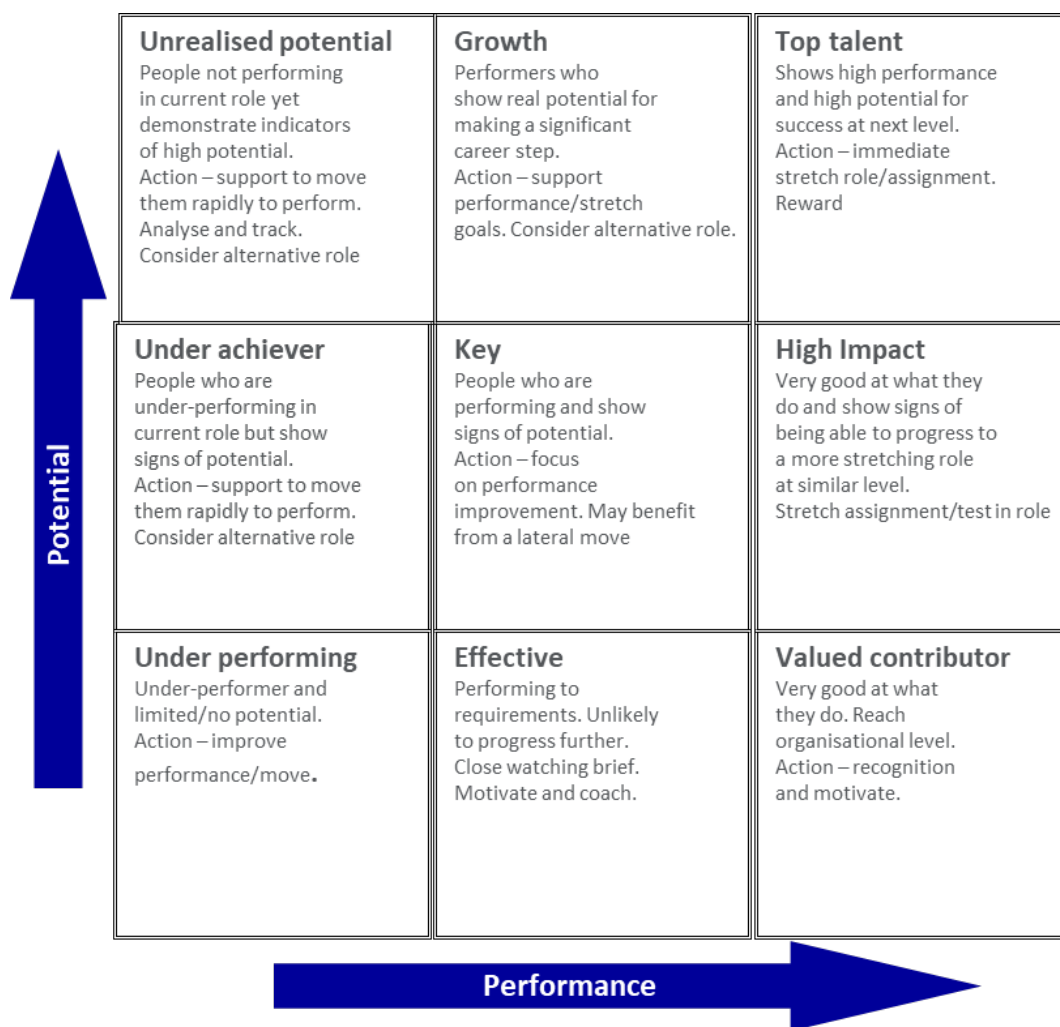 Unrealised potential
People not performing
in current role yet
demonstrate indicators
of high potential.
Action – support to move
them rapidly to perform.
Analyse and track.
Consider alternative role
Growth
Performers who
show real potential for
making a significant
career step.
Action – support
performance/stretch
goals. Consider alternative role.
Top talent
Shows high performance
and high potential for
success at next level.
Action – immediate
stretch role/assignment.
Reward
Under achiever
People who are
under-performing in
current role but show
signs of potential.
Action – support to move
them rapidly to perform.
Consider alternative role
Key
People who are
performing and show
signs of potential.
Action – focus
on performance
improvement. May benefit
from a lateral move
High Impact
Very good at what they
do and show signs of
being able to progress to
a more stretching role
at similar level.
Stretch assignment/test in role
Under performing
Under-performer and
limited/no potential.
Action – improve
performance/move.
Effective
Performing to
requirements. Unlikely
to progress further.
Close watching brief.
Motivate and coach.
Valued contributor
Very good at what
they do. Reach
organisational level.
Action – recognition
and motivate.
Potential
Performance